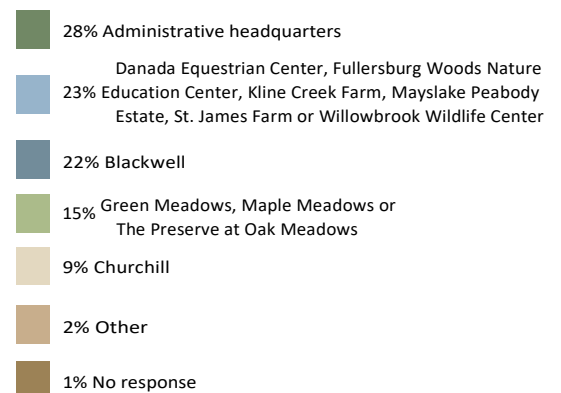 28% Administrative headquarters
Danada Equestrian Center, Fullersburg Woods Nature
23% Education Center, Kline Creek Farm, Mayslake Peabody
Estate, St. James Farm or Willowbrook Wildlife Center
22% Blackwell
15% Green Meadows, Maple Meadows or
The Preserve at Oak Meadows
9% Churchill
2% Other
1% No response